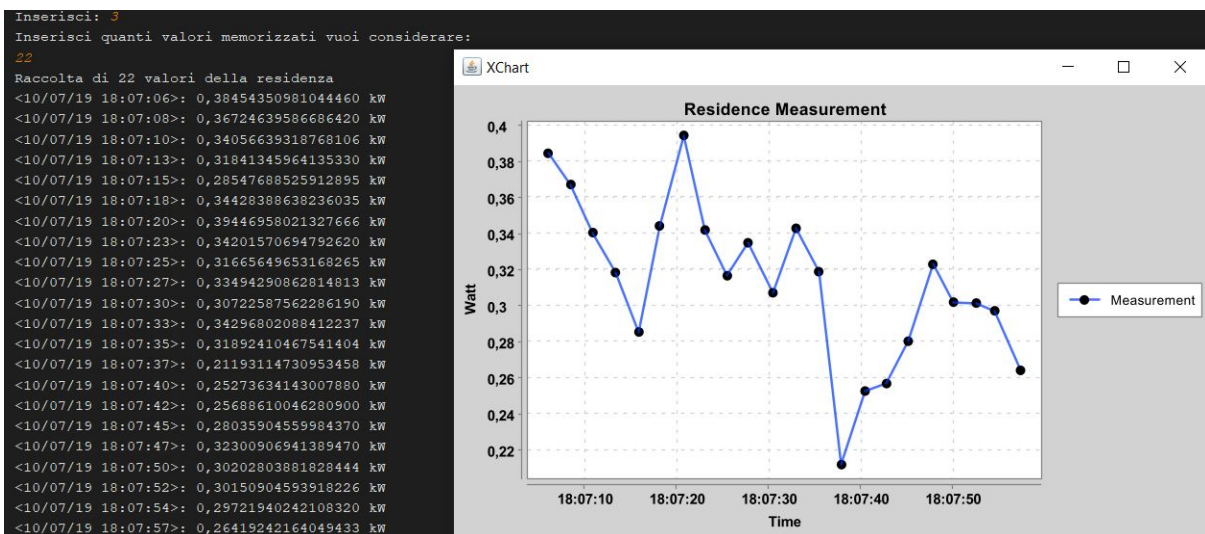 Inserisci: 3
Inserisci quanti valori memorizzati vuoi considerare:
22
Raccolta di 22 valori della residenza
<10/07/19 18:07:06>: 0,38454350981044460 kW
<10/07/19 18:07:08>: 0,36724639586686420 kW
<10/07/19 18:07:10>: 0,34056639318768106 kW
<10/07/19 18:07:13>: 0,31841345964135330 kW
<10/07/19 18:07:15>: 0,28547688525912895 kW
<10/07/19 18:07:18>: 0,34428388638236035 kW
<10/07/19 18:07:20>: 0,39446958021327666 kW
<10/07/19 18:07:23>: 0,34201570694792620 kW
<10/07/19 18:07:25>: 0,31665649653168265 kW
<10/07/19 18:07:27>: 0,33494290862814813 kW
<10/07/19 18:07:30>: 0,30722587562286190 kW
<10/07/19 18:07:33>: 0,34296802088412237 kW
<10/07/19 18:07:35>: 0,31892410467541404 kW
<10/07/19 18:07:37>: 0,21193114730953458 kW
<10/07/19 18:07:40>: 0,25273634143007880 kW
<10/07/19 18:07:42>: 0,25688610046280900 kW
<10/07/19 18:07:45>: 0,28035904559984370 kW
<10/07/19 18:07:47>: 0,32300906941389470 kW
<10/07/19 18:07:50>: 0,30202803881828444 kW
<10/07/19 18:07:52>: 0,30150904593918226 kW
<10/07/19 18:07:54>: 0,29721940242108320 kW
<10/07/19 18:07:57>: 0,26419242164049433 kW
XChart
Residence Measurement
0,4
0,38
0,36
0,34
0,32
0,3
0,28
0,26
0,24
0,22
Watt
18:07:10 18:07:20 18:07:30 18:07:40 18:07:50
Time
Measurement